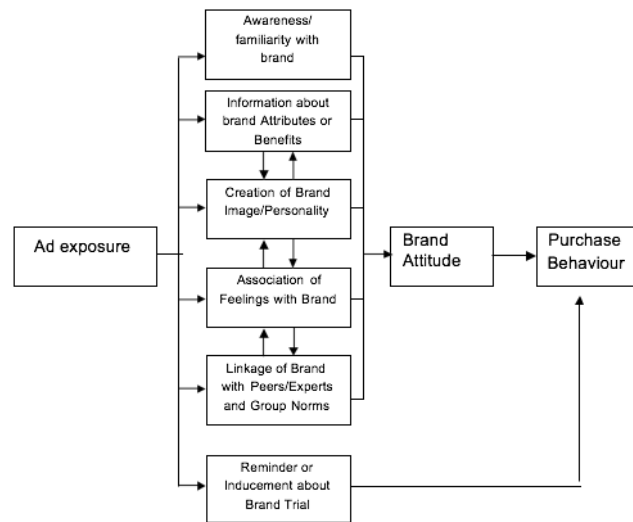 Awareness/
familiarity with
brand
Information about
brand Attributes or
Benefits
Creation of Brand
Image/Personality
Ad exposure
Brand
Attitude
Purchase
Behaviour
Association of
Feelings with Brand
Linkage of Brand
with Peers/Experts
and Group Norms
Reminder or
Inducement about
Brand Trial